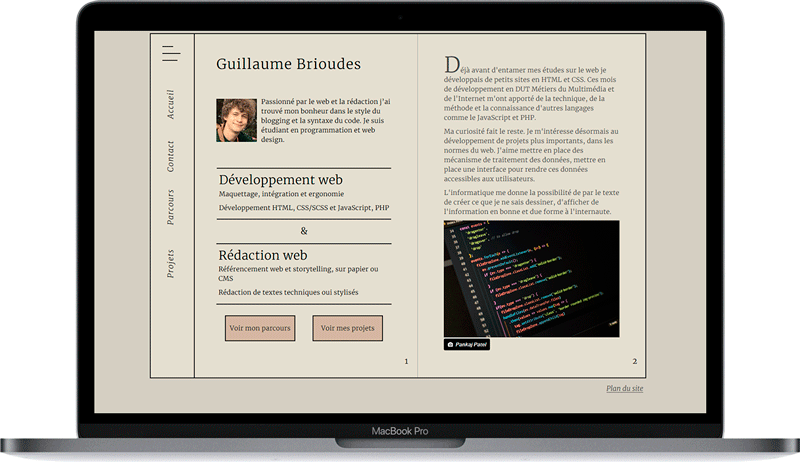 Accueil
Contact
Parcours
Projets
Guillaume Brioudes
Passionné par le web et la rédaction j'ai
trouvé mon bonheur dans le style du
blogging et la syntaxe du code. Je suis
étudiant en programmation et web
design.
Développement web
Maquettage, intégration et ergonomie
Développement HTML, CSS/SCSS et JavaScript, PHP
&
Rédaction web
Référencement web et storytelling, sur papier ou
CMS
Rédaction de textes techniques oui stylisés
Voir mon parcours
Voir mes projets
1
Déjà avant d'entamer mes études sur le web je
développais de petits sites en HTML et CSS. Ces mois
de développement en DUT Métiers du Multimédia et
de l'Internet m'ont apporté de la technique, de la
méthode et la connaissance d'autres langages
comme le JavaScript et PHP.
Ma curiosité fait le reste. Je m'intéresse désormais au
développement de projets plus importants, dans les
normes du web. J'aime mettre en place des
mécanisme de traitement des données, mettre en
place une interface pour rendre ces données
accessibles aux utilisateurs.
L'informatique me donne la possibilité de par le texte
de créer ce que je ne sais dessiner, d'afficher de
l'information en bonne et due forme à l'internaute.
Pankaj Patel
2
Plan du site
MacBook Pro